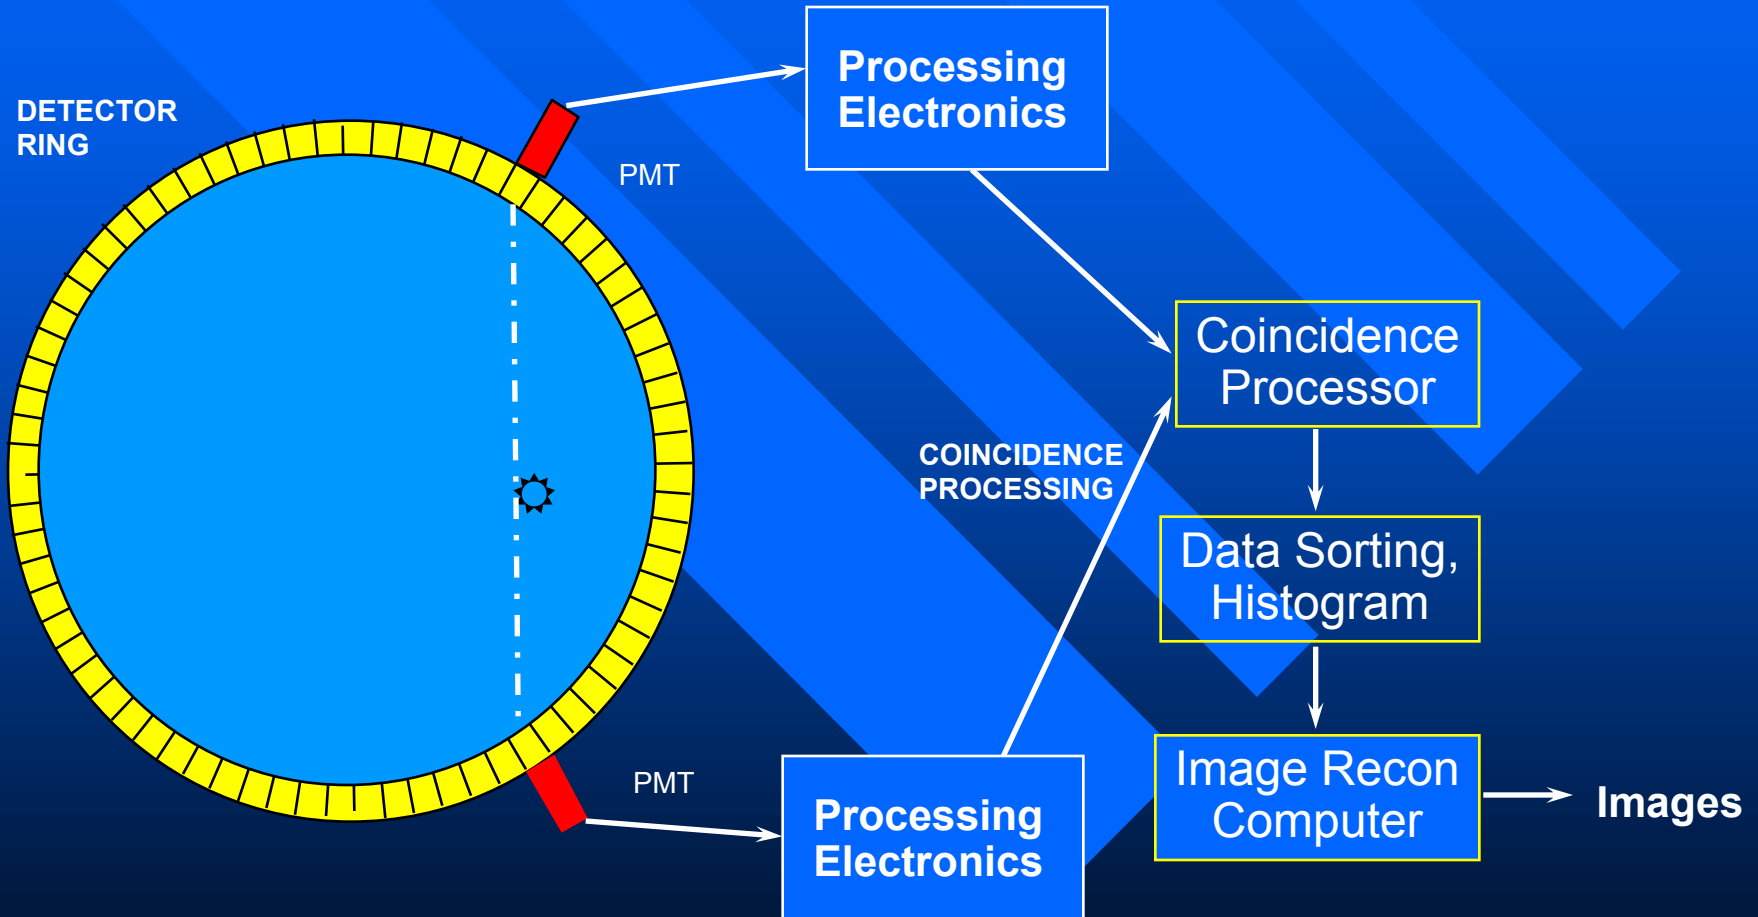 DETECTOR
RING
PMT
Processing
Electronics
Coincidence
Processor
COINCIDENCE
PROCESSING
Data Sorting,
Histogram
PMT
Processing
Electronics
Image Recon
Computer
Images